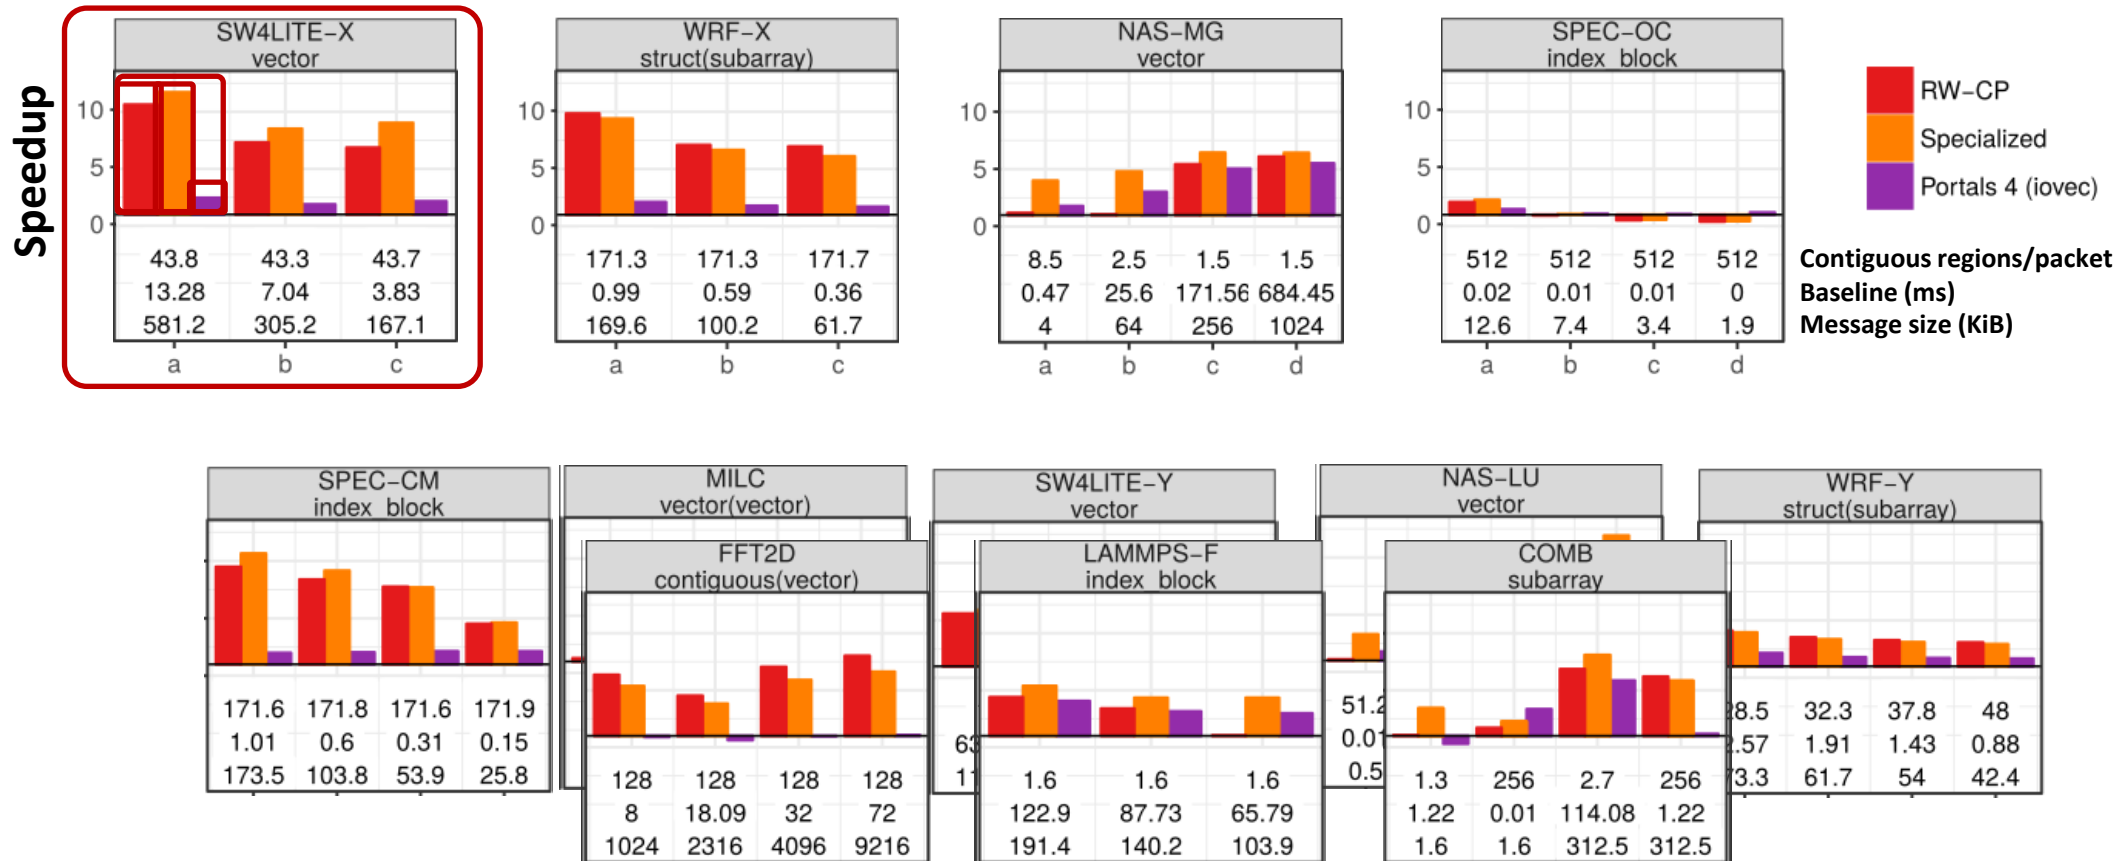 Speedup
SW4LITE−X
vector
10
5
0
43.8 43.3 43.7
13.28 7.04 3.83
581.2 305.2 167.1
a b c
WRF−X
struct(subarray)
10
5
0
171.3 171.3 171.7
0.99 0.59 0.36
169.6 100.2 61.7
a b c
NAS−MG
vector
10
5
0
8.5 2.5 1.5 1.5
0.47 25.6 171.56 684.45
4 64 256 1024
a b c d
SPEC−OC
index_block
10
5
0
512 512 512 512
0.02 0.01 0.01 0
12.6 7.4 3.4 1.9
a b c d
RW−CP
Specialized
Portals 4 (iovec)
Contiguous regions/packet
Baseline (ms)
Message size (KiB)
SPEC−CM
index_block
171.6 171.8 171.6 171.9
1.01 0.6 0.31 0.15
173.5 103.8 53.9 25.8
MILC
vector(vector)
FFT2D
contiguous(vector)
128 128 128 128
8 18.09 32 72
1024 2316 4096 9216
SW4LITE−Y
vector
LAMMPS−F
index_block
1.6 1.6 1.6
122.9 87.73 65.79
191.4 140.2 103.9
NAS−LU
vector
51.2
0.01
0.5
COMB
subarray
1.3 256 2.7 256
1.22 0.01 114.08 1.22
1.6 1.6 312.5 312.5
WRF−Y
struct(subarray)
32.3 37.8 48
1.91 1.43 0.88
61.7 54 42.4